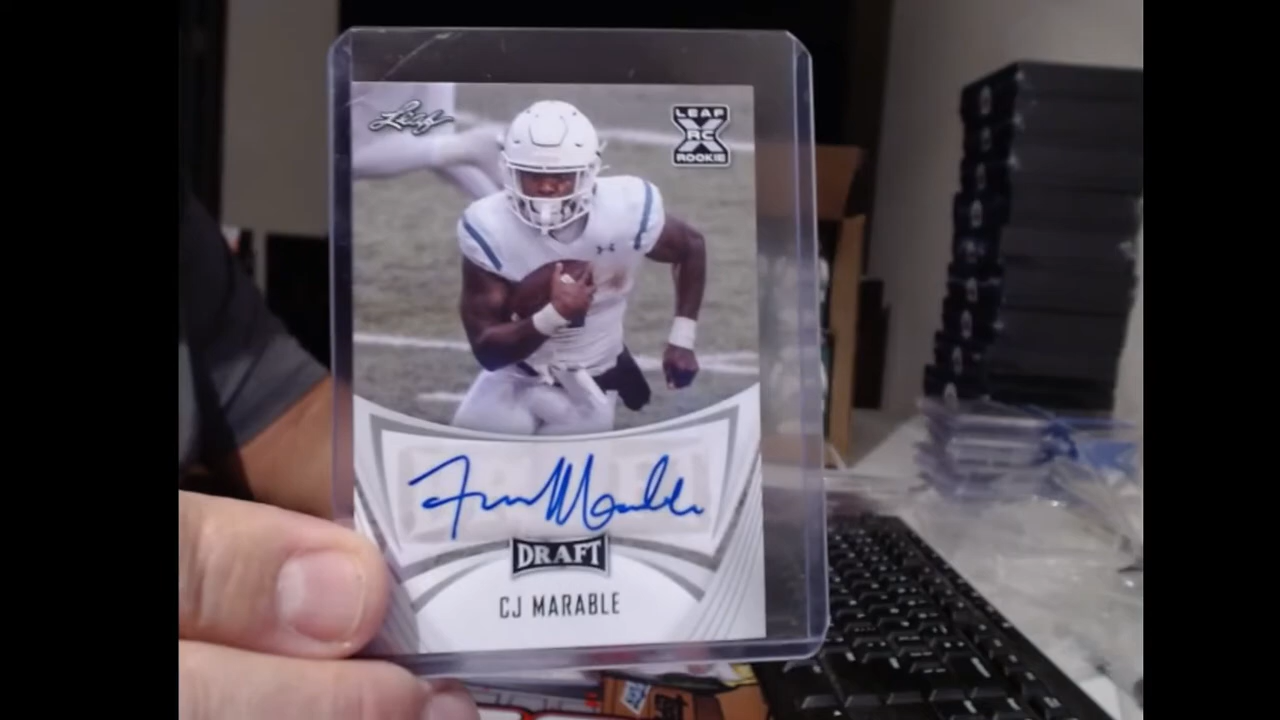 Leaf
LEAF
RC
ROOKIE
DRAFT
CJ MARABLE